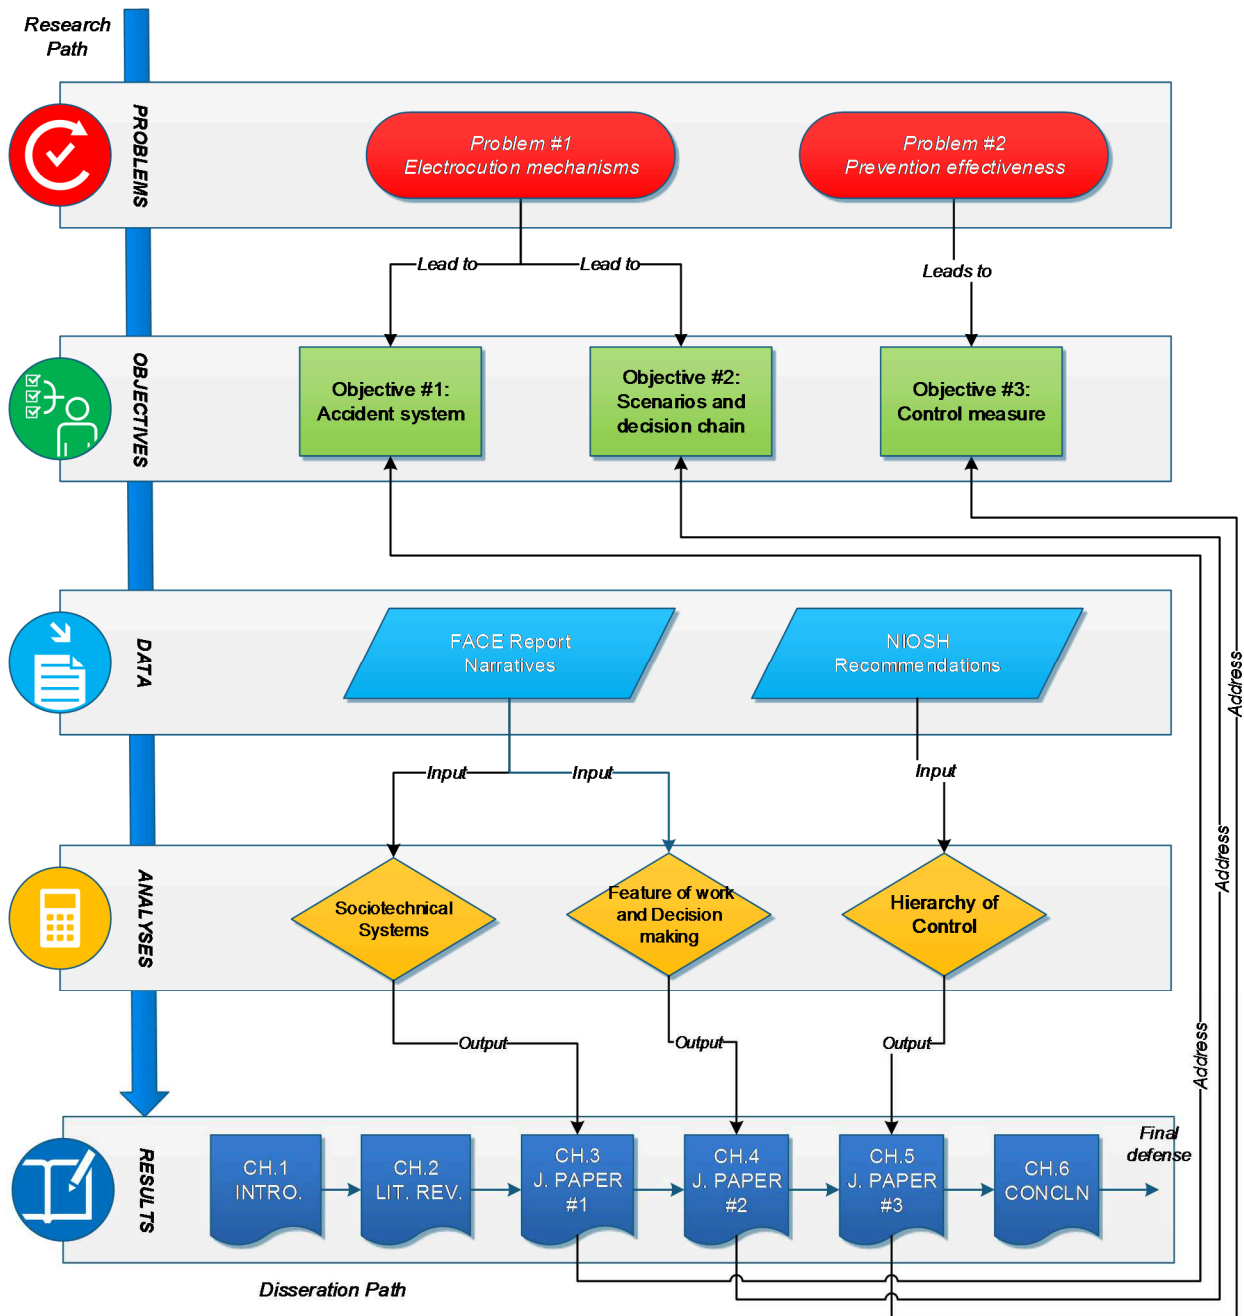 Research
Path
PROBLEMS
Problem #1
Electrocution mechanisms
Problem #2
Prevention effectiveness
Lead to
Lead to
Leads to
OBJECTIVES
Objective #1:
Accident system
Objective #2:
Scenarios and
decision chain
Objective #3:
Control measure
DATA
FACE Report
Narratives
NIOSH
Recommendations
Address
Address
Address
Input
Input
Input
ANALYSES
Sociotechnical
Systems
Feature of work
and Decision
making
Hierarchy of
Control
Output
Output
Output
RESULTS
CH.1
INTRO.
CH.2
LIT. REV.
CH.3
J. PAPER
#1
CH.4
J. PAPER
#2
CH.5
J. PAPER
#3
CH.6
CONCLN
Final
defense
Disseration Path